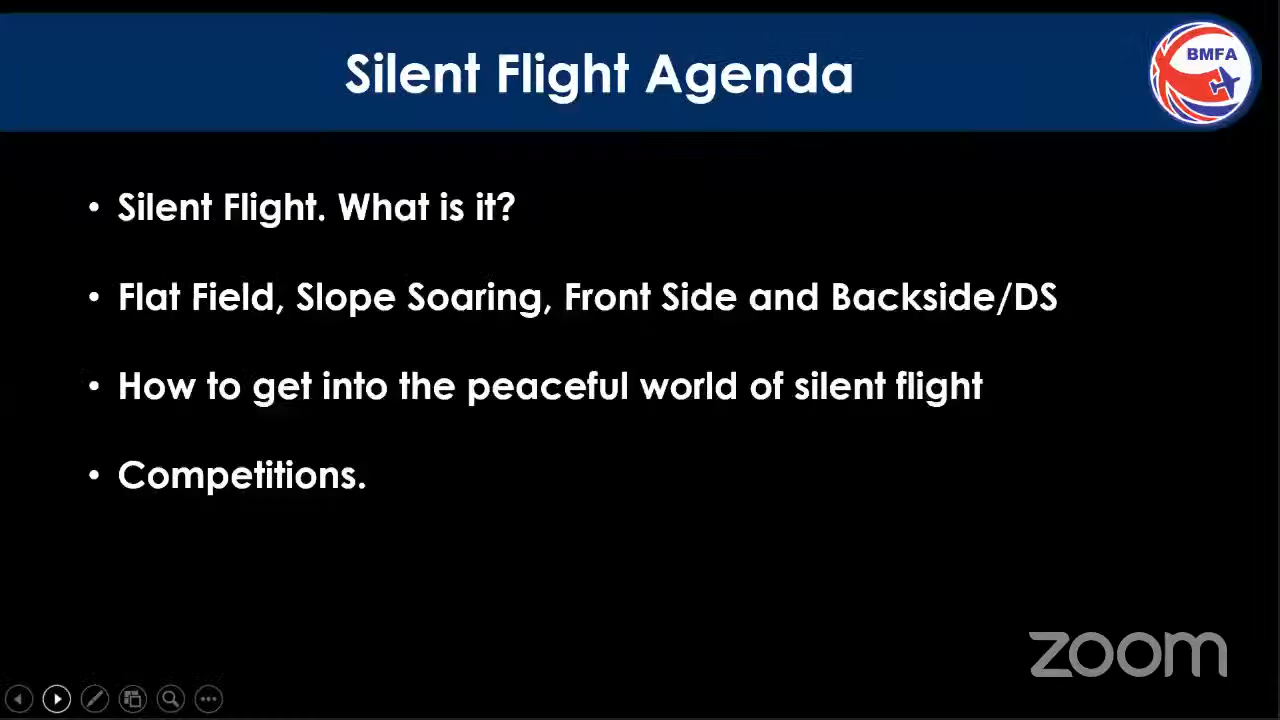 Silent Flight Agenda
BMFA
• Silent Flight. What is it?
• Flat Field, Slope Soaring, Front Side and Backside/DS
• How to get into the peaceful world of silent flight
• Competitions.
zoom